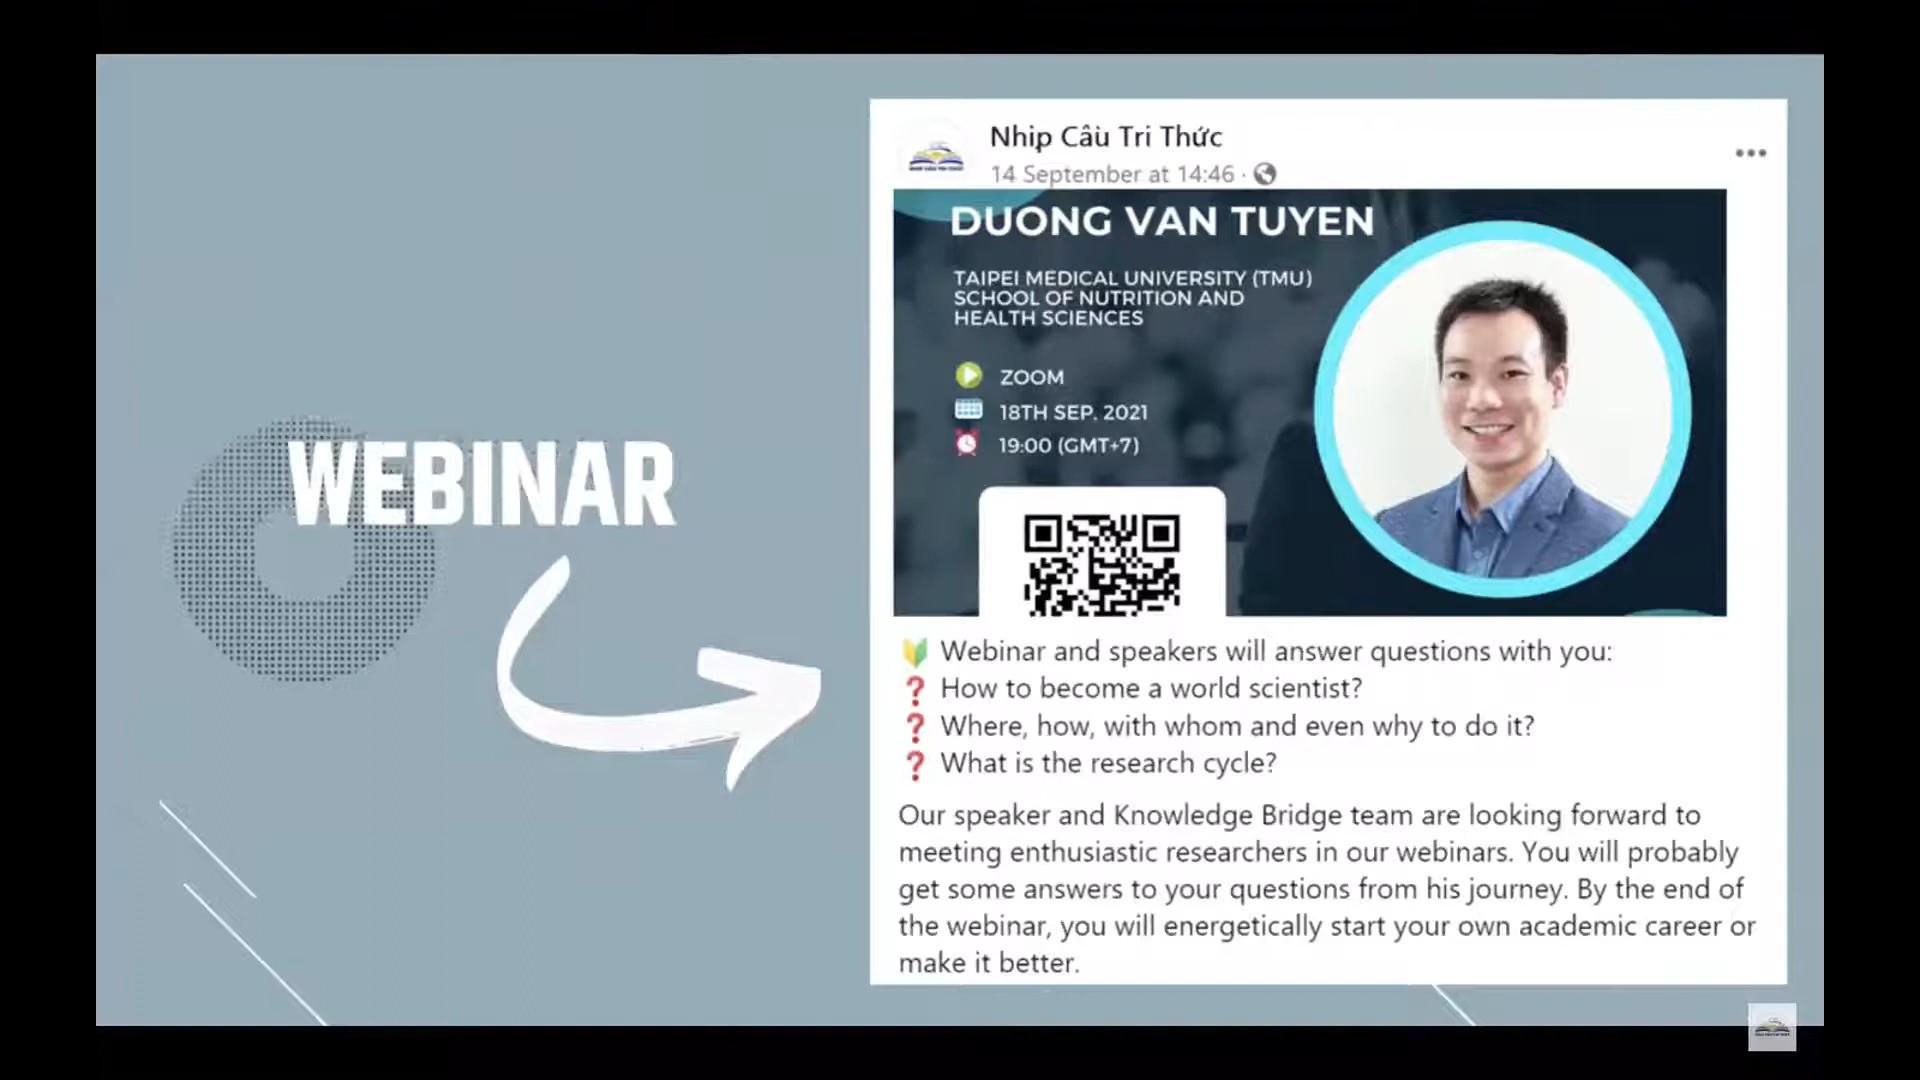 WEBINAR
Nhịp Cầu Tri Thức
14 September at 14:46 ·
DUONG VAN TUYEN
TAIPEI MEDICAL UNIVERSITY (TMU)
SCHOOL OF NUTRITION AND
HEALTH SCIENCES
ZOOM
18TH SEP. 2021
19:00 (GMT+7)
Webinar and speakers will answer questions with you:
❓ How to become a world scientist?
❓ Where, how, with whom and even why to do it?
❓ What is the research cycle?
Our speaker and Knowledge Bridge team are looking forward to
meeting enthusiastic researchers in our webinars. You will probably
get some answers to your questions from his journey. By the end of
the webinar, you will energetically start your own academic career or
make it better.